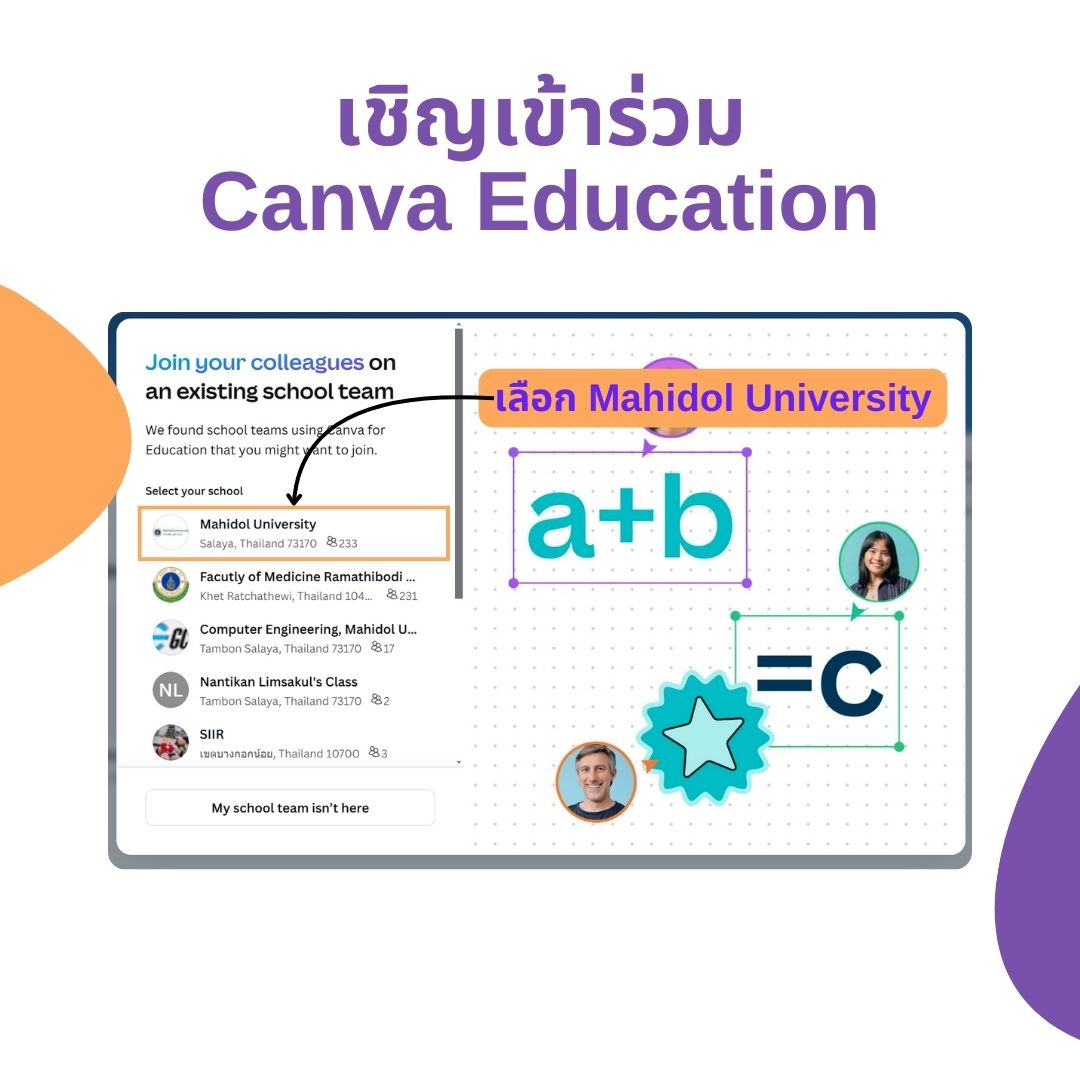 เชิญเข้าร่วม
Canva Education
Join your colleagues on
an existing school team
เลือก Mahidol University
We found school teams using Canva for
Education that you might want to join.
Select your school
Mahidol University
Salaya, Thailand 73170 233
Facutly of Medicine Ramathibodi ...
Khet Ratchathewi, Thailand 104... 231
Computer Engineering, Mahidol U...
Tambon Salaya, Thailand 73170 17
NL
Nantikan Limsakul's Class
Tambon Salaya, Thailand 73170 2
SIIR
เขตบางกอกน้อย, Thailand 10700 3
My school team isn’t here
a+b
=c